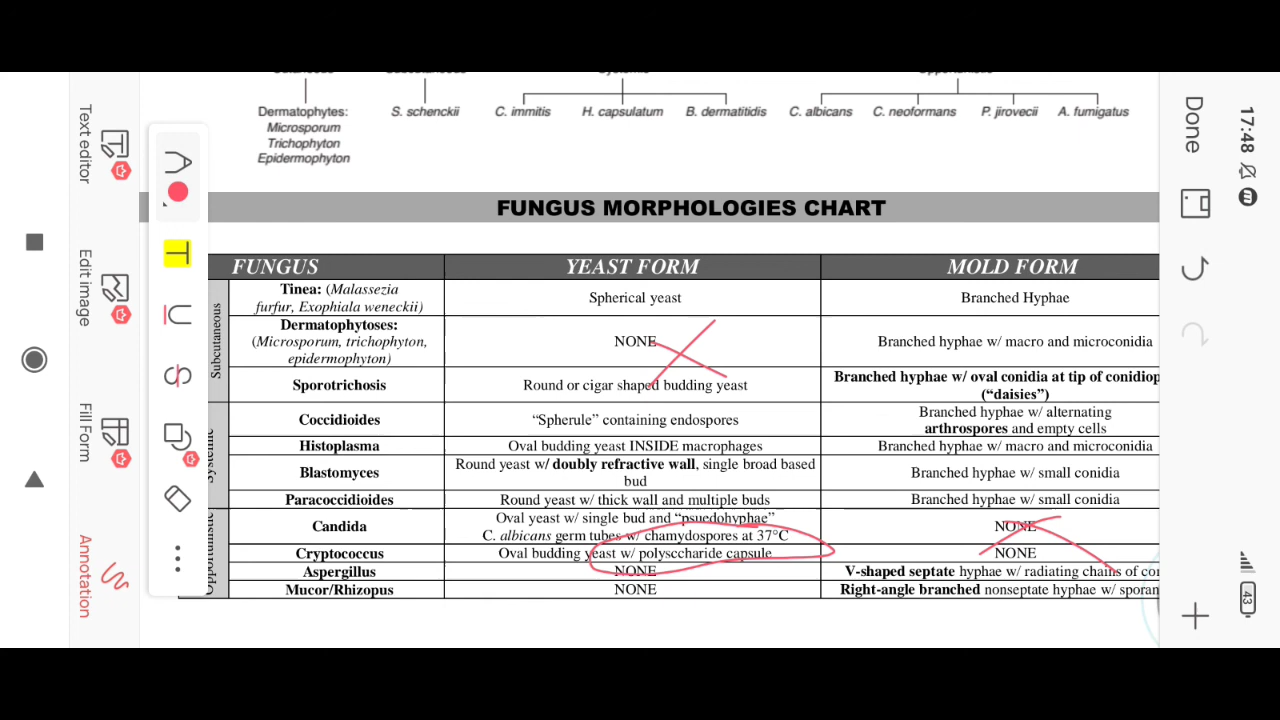 Dermatophytes:
Microsporum
Trichophyton
Epidermophyton
S. schenckii
C. immitis
H. capsulatum
B. dermatitidis
C. albicans
C. neoformans
P. jirovecii
A. fumigatus
FUNGUS MORPHOLOGIES CHART
FUNGUS YEAST FORM MOLD FORM
Subcutaneous
Tinea: (Malassezia
furfur, Exophiala weneckii)
Spherical yeast
Branched Hyphae
Dermatophytoses:
(Microsporum, trichophyton,
epidermophyton)
NONE
Branched hyphae w/ macro and microconidia
Sporotrichosis
Round or cigar shaped budding yeast
Branched hyphae w/ oval conidia at tip of conidiop
(“daisies”)
Coccidioides
“Spherule” containing endospores
Branched hyphae w/ alternating
arthrospores and empty cells
Histoplasma
Oval budding yeast INSIDE macrophages
Branched hyphae w/ macro and microconidia
Blastomyces
Round yeast w/ doubly refractive wall, single broad based
bud
Branched hyphae w/ small conidia
Paracoccidioides
Round yeast w/ thick wall and multiple buds
Branched hyphae w/ small conidia
Candida
Oval yeast w/ single bud and “psuedohyphae”
C. albicans germ tubes w/ chamydospores at 37°C
NONE
Cryptococcus
Oval budding yeast w/ polysccharide capsule
NONE
Aspergillus
NONE
V-shaped septate hyphae w/ radiating chains of co
Mucor/Rhizopus
NONE
Right-angle branched nonseptate hyphae w/ sporan
Text editor
Edit image
Fill Form
Annotation
Done
17:48
43